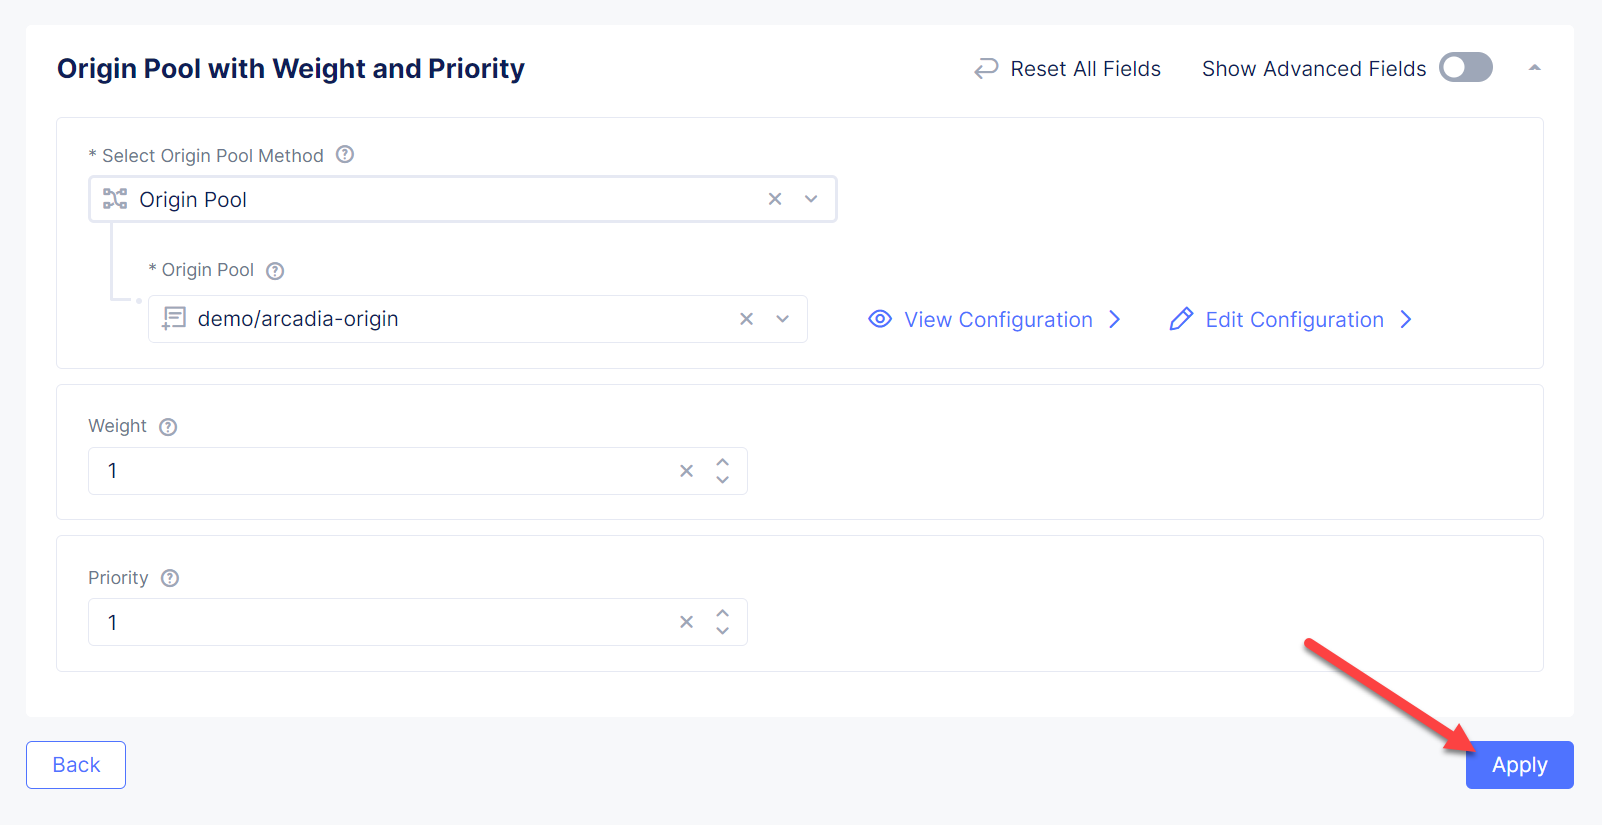 Origin Pool with Weight and Priority
Reset All Fields
Show Advanced Fields
* Select Origin Pool Method
Origin Pool
* Origin Pool
demo/arcadia-origin
View Configuration
Edit Configuration
Weight
1
Priority
1
Back
Apply